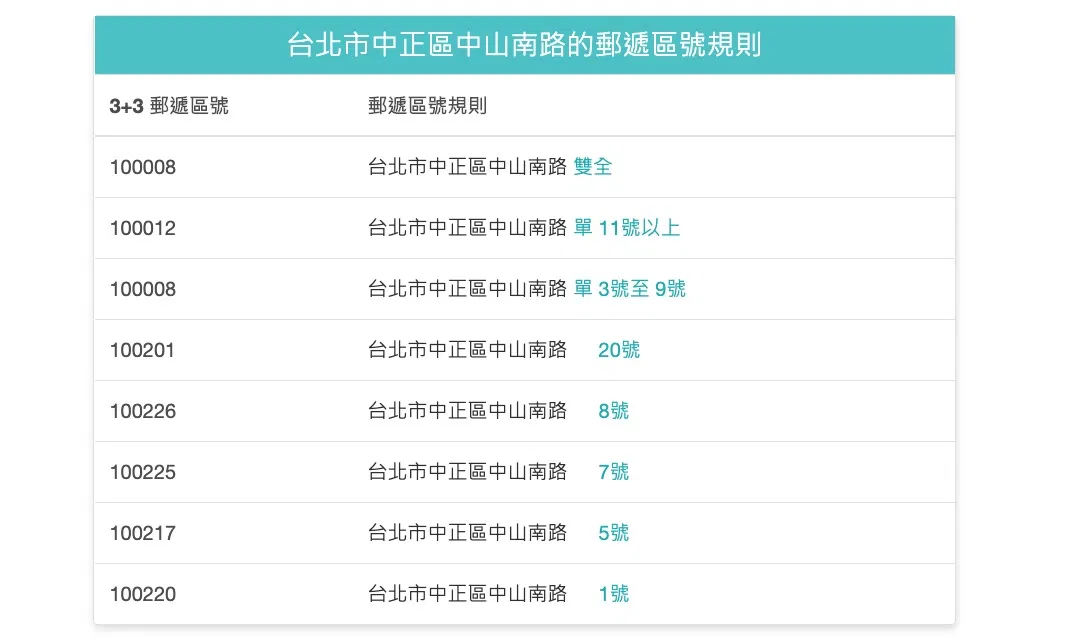 台北市中正區中山南路的郵遞區號規則
3+3 郵遞區號 郵遞區號規則
100008 台北市中正區中山南路 雙全
100012 台北市中正區中山南路 單 11號以上
100008 台北市中正區中山南路 單 3號至 9號
100201 台北市中正區中山南路 20號
100226 台北市中正區中山南路 8號
100225 台北市中正區中山南路 7號
100217 台北市中正區中山南路 5號
100220 台北市中正區中山南路 1號